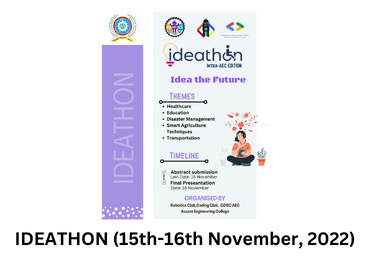 IDEATHON
ideathon
INTRA-AEC EDITION
Idea the Future
THEMES
Healthcare
Education
Disaster Management
Smart Agriculture
Techniques
Transportation
TIMELINE
Abstract submission
Last Date: 15 November
Final Presentation
Date: 16 November
ORGANISED BY
Robotics Club, Coding Club, GDSC AEC
Assam Engineering College
IDEATHON (15th-16th November, 2022)